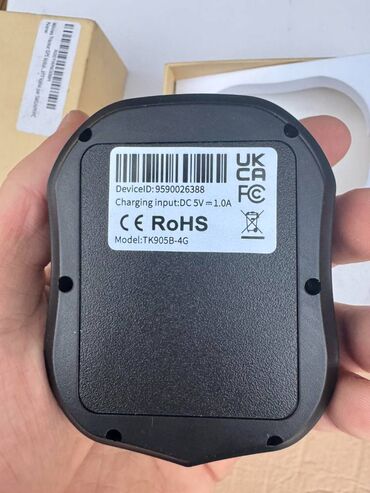 DeviceID: 9590026388
Charging input:DC 5V⎓1.0A
CE RoHS
Model:TK905B-4G
UK
CA
FC